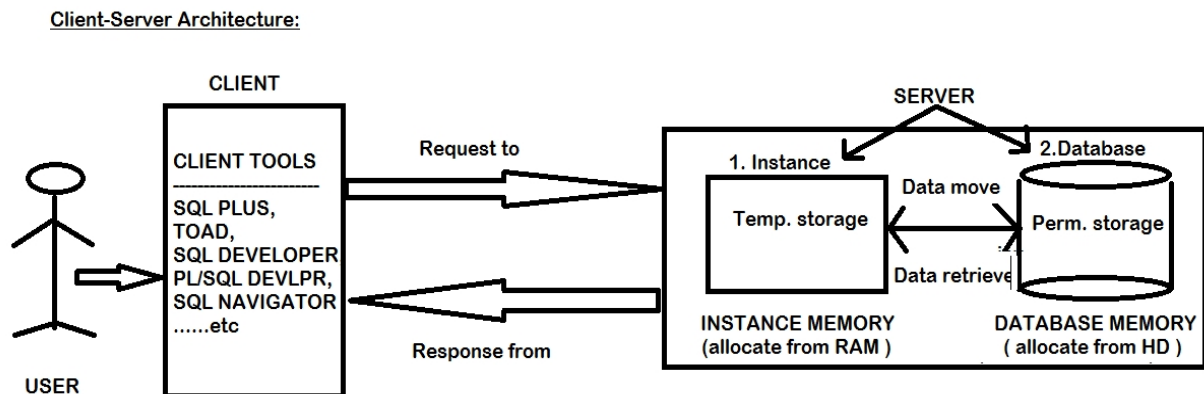 Client-Server Architecture:
CLIENT
CLIENT TOOLS
-------------------------
SQL PLUS,
TOAD,
SQL DEVELOPER
PL/SQL DEVLPR,
SQL NAVIGATOR
......etc
USER
Request to
Response from
SERVER
1. Instance
Temp. storage
Data move
Data retrieve
2.Database
Perm. storage
INSTANCE MEMORY
(allocate from RAM )
DATABASE MEMORY
( allocate from HD )